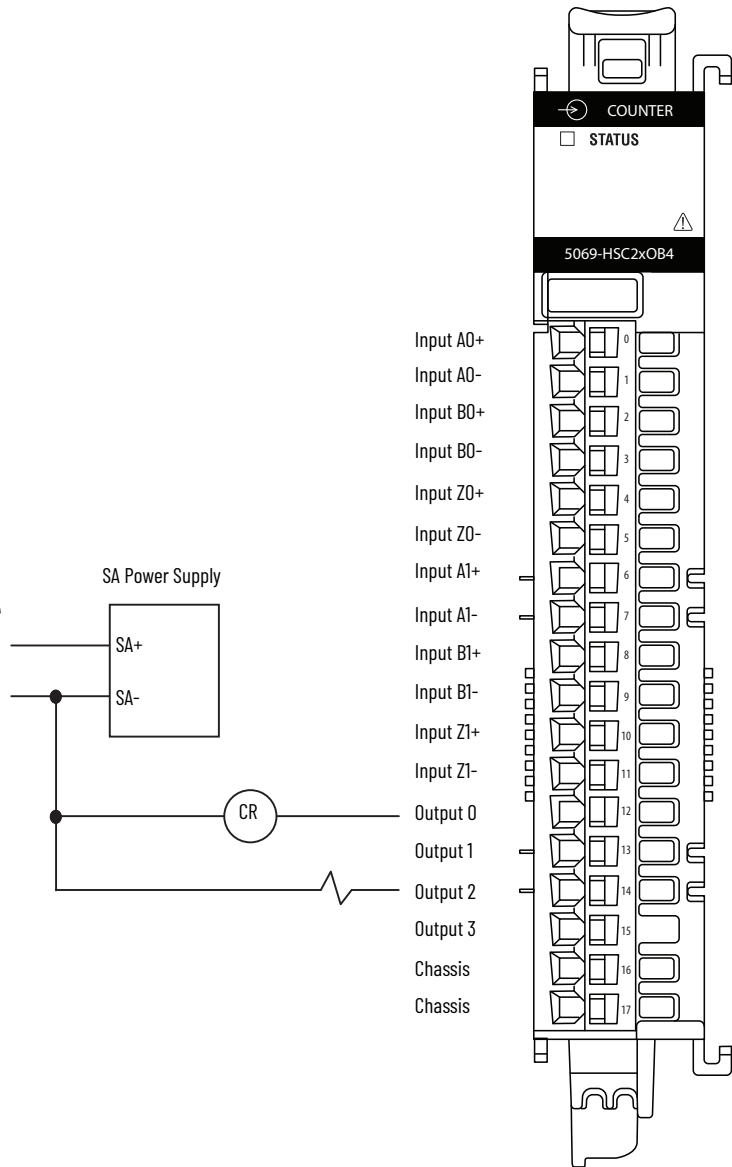 COUNTER
STATUS
5069-HSC2xOB4
Input A0+ 0
Input A0- 1
Input B0+ 2
Input B0- 3
Input Z0+ 4
Input Z0- 5
SA Power Supply
SA+
SA-
Input A1+ 6
Input A1- 7
Input B1+ 8
Input B1- 9
Input Z1+ 10
Input Z1- 11
CR
Output 0 12
Output 1 13
Output 2 14
Output 3 15
Chassis 16
Chassis 17